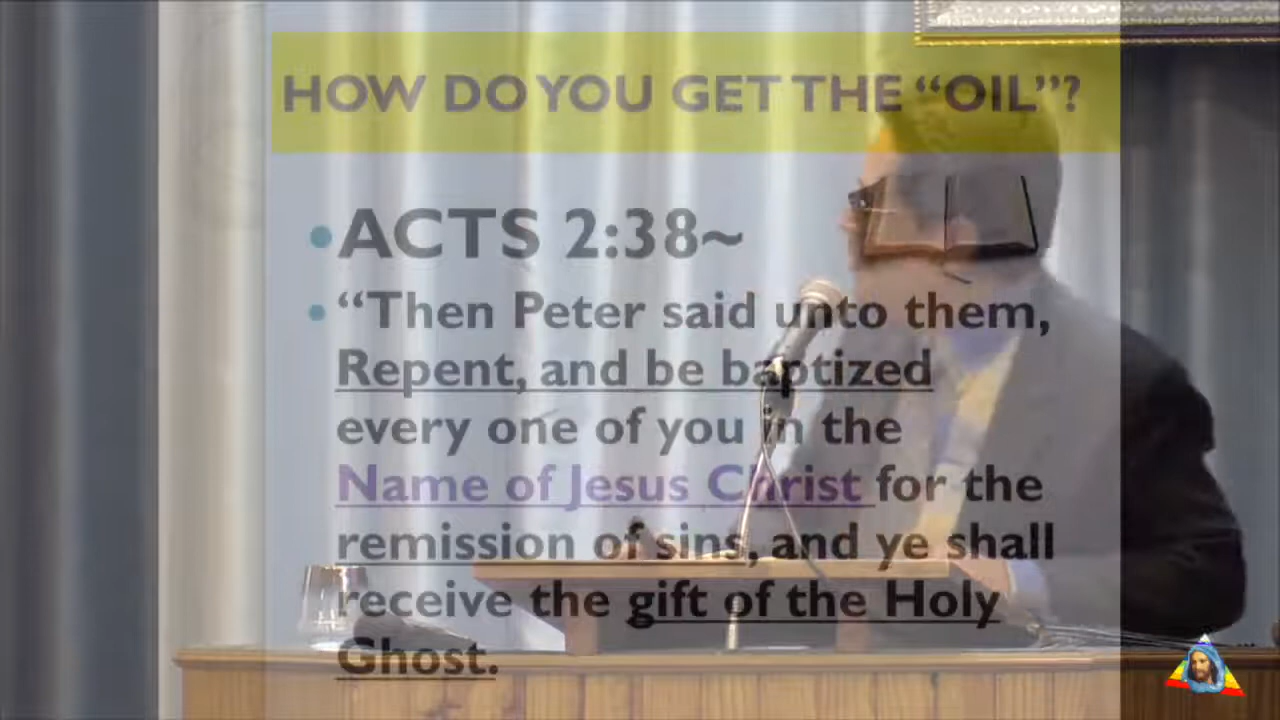 HOW DO YOU GET THE “OIL”?
•ACTS 2:38~
• “Then Peter said unto them,
Repent, and be baptized
every one of you in the
Name of Jesus Christ for the
remission of sins, and ye shall
receive the gift of the Holy
Ghost.